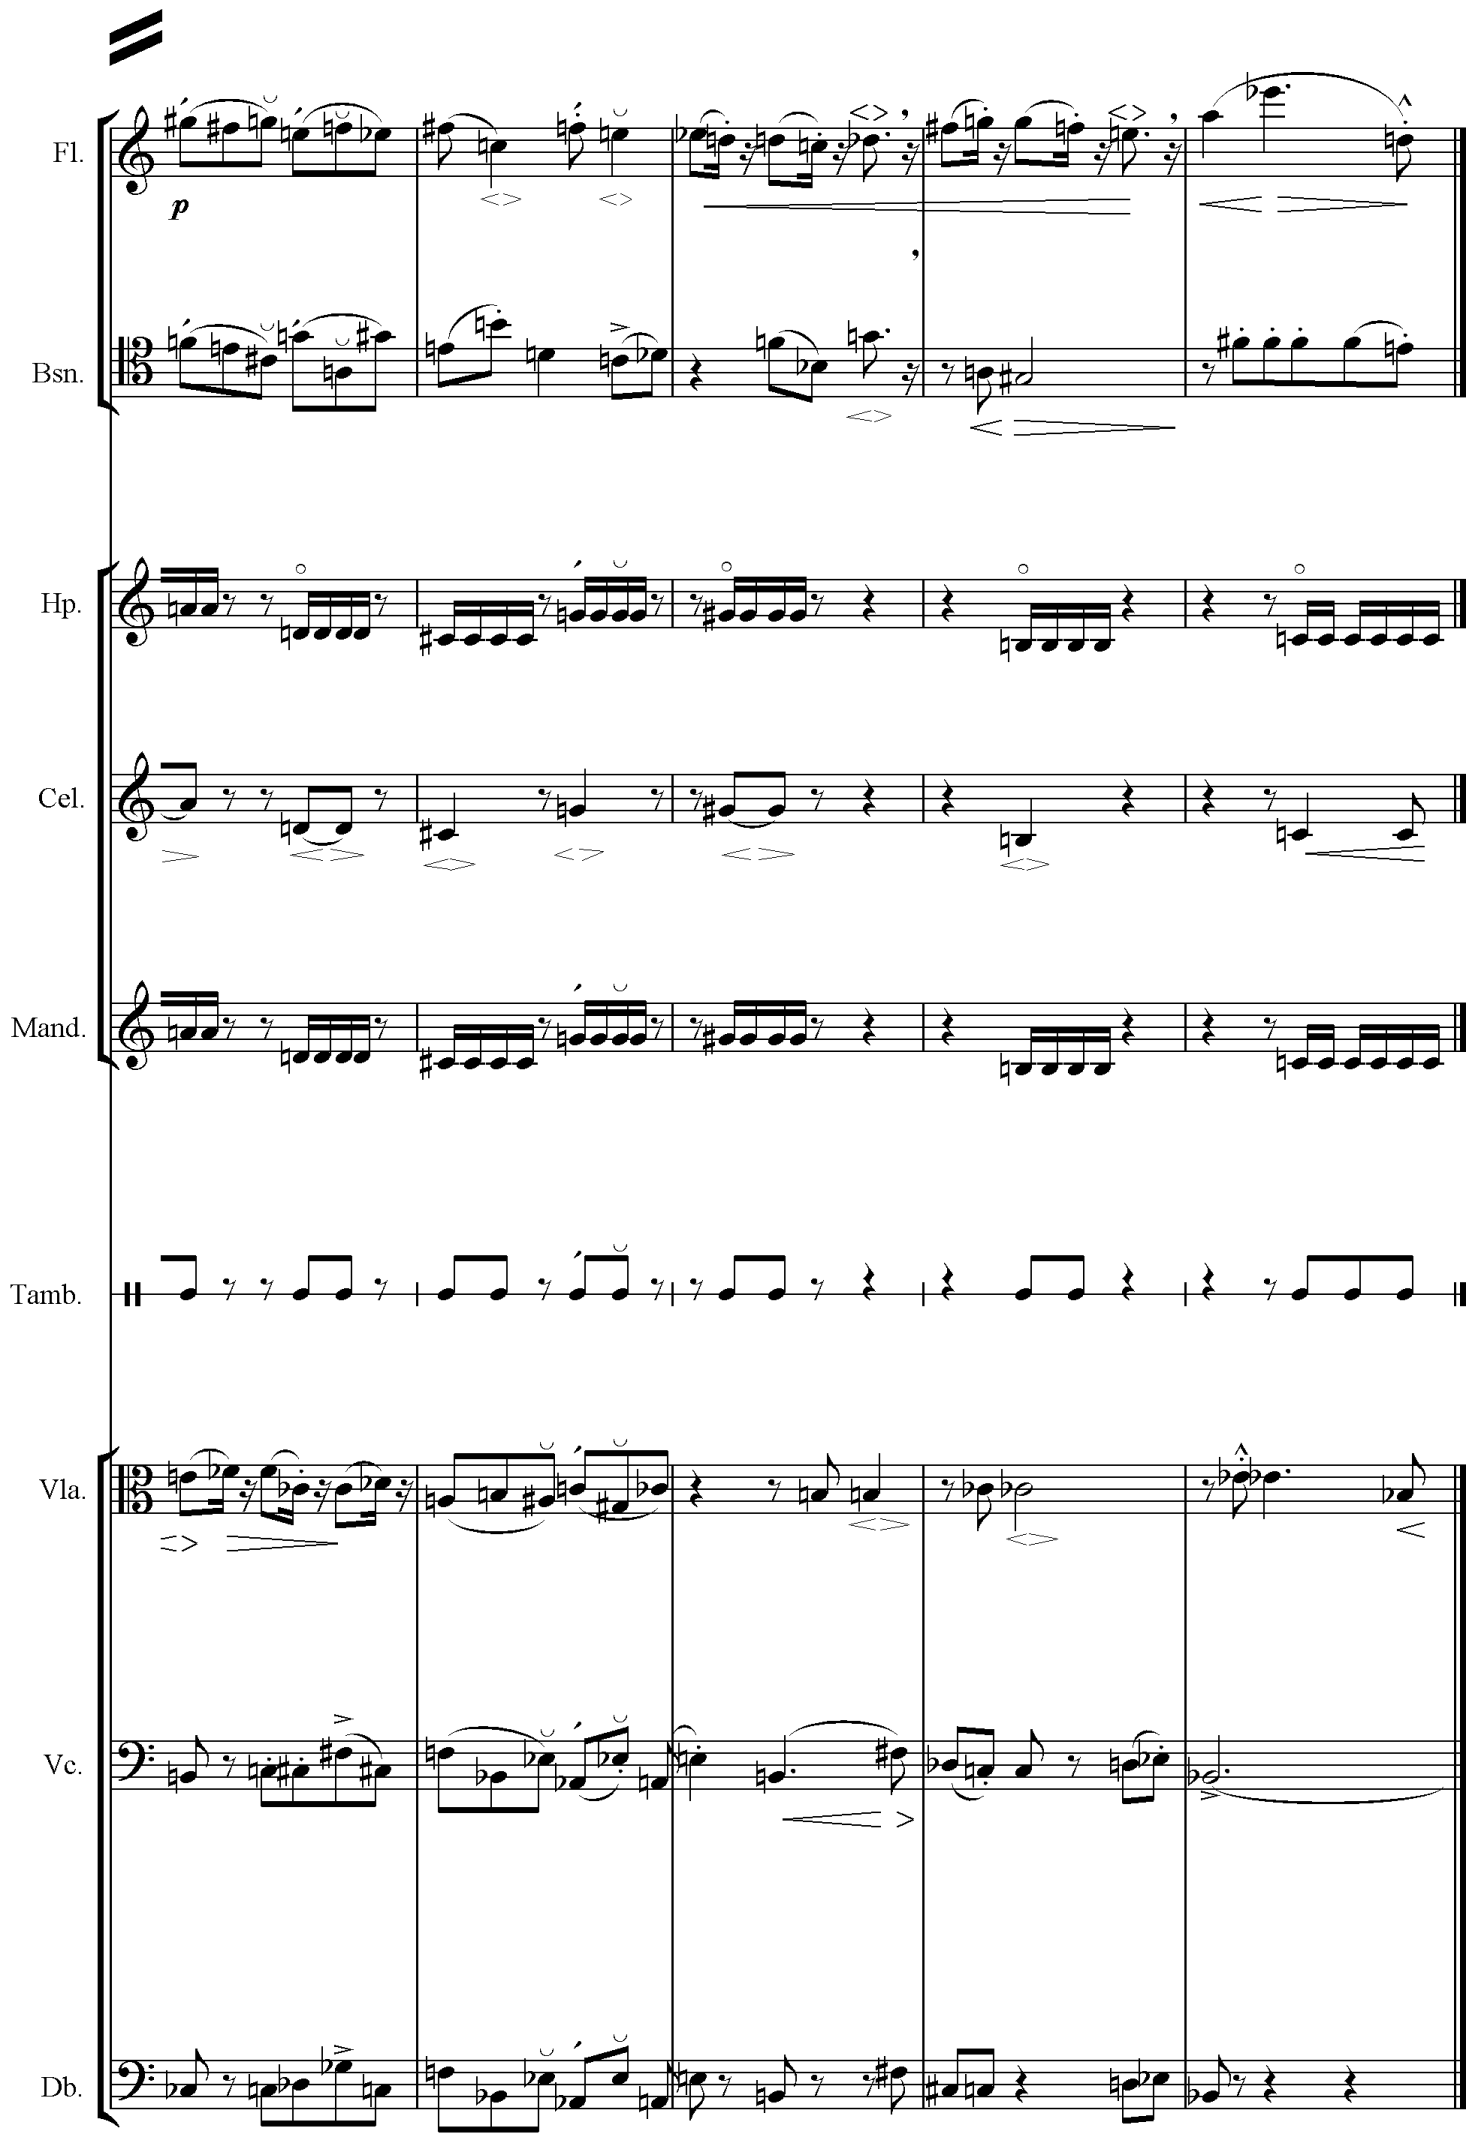 Fl.
p
Bsn.
Hp.
Cel.
Mand.
Tamb.
Vla.
Vc.
Db.